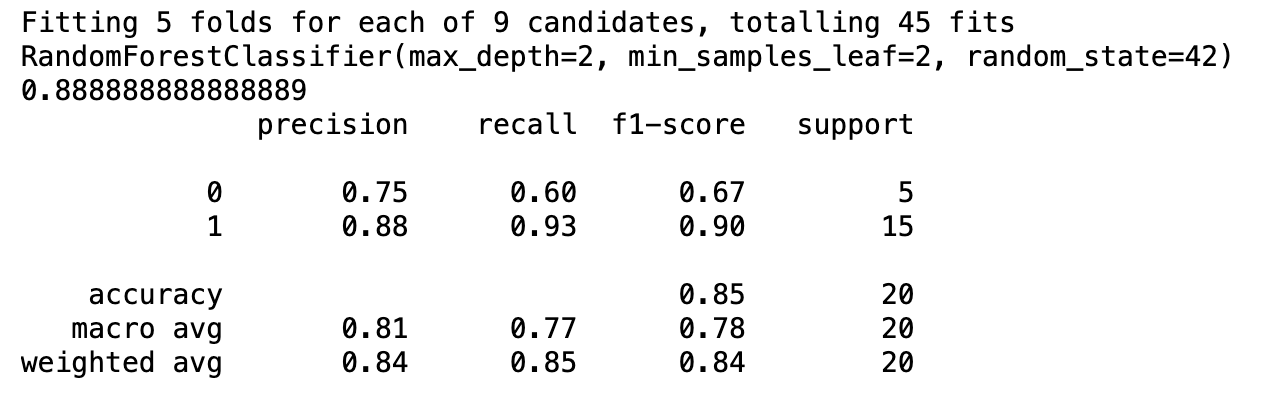 Fitting 5 folds for each of 9 candidates, totalling 45 fits
RandomForestClassifier(max_depth=2, min_samples_leaf=2, random_state=42)
0.888888888888889
precision recall f1-score support
0 0.75 0.60 0.67 5
1 0.88 0.93 0.90 15
accuracy 0.85 20
macro avg 0.81 0.77 0.78 20
weighted avg 0.84 0.85 0.84 20